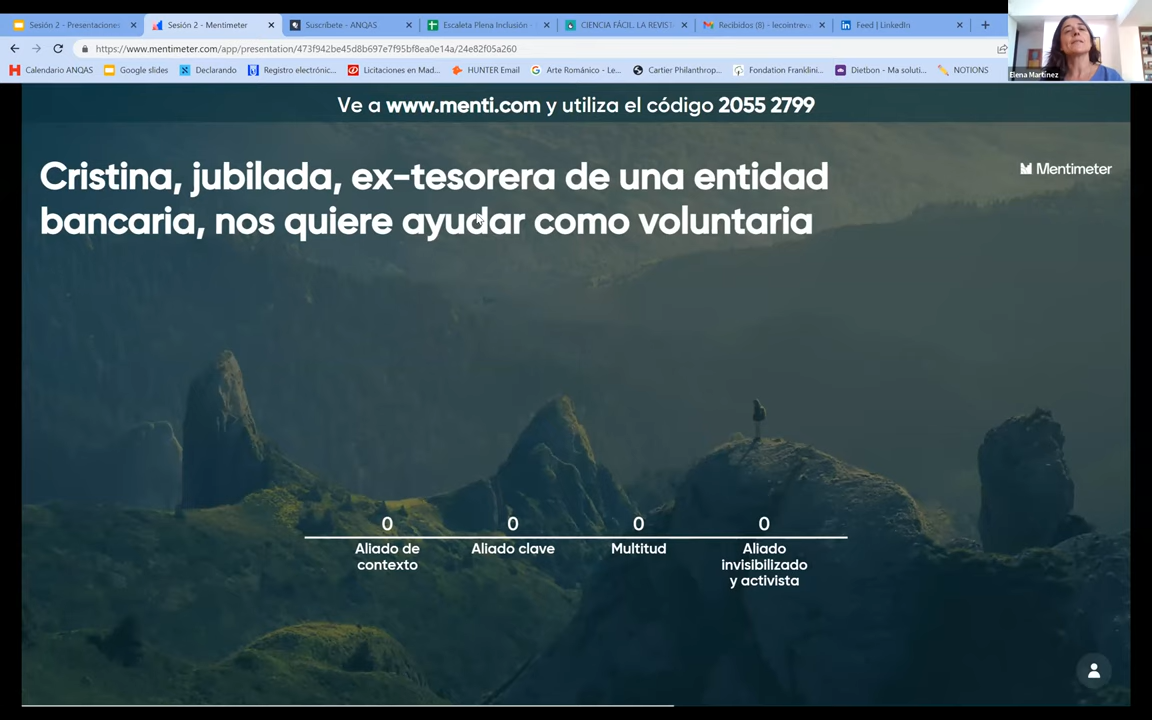 Sesión 2 - Presentaciones
Sesión 2 - Mentimeter
Suscríbete - ANQAS
Escaleta Plena Inclusión
CIENCIA FÁCIL. LA REVIS
Recibidos (8) - lecointrev
Feed | LinkedIn
https://www.mentimeter.com/app/presentation/473f942be45d8b697e7f95bf8ea0e14a/24e82f05a260
Calendario ANQAS
Google slides
Declarando
Registro electrónic...
Licitaciones en Mad...
HUNTER Email
Arte Románico - Le...
Cartier Philanthrop...
Fondation Franklini...
Dietbon - Ma soluti...
NOTIONS
Elena Martínez
Ve a www.menti.com y utiliza el código 2055 2799
Cristina, jubilada, ex-tesorera de una entidad
bancaria, nos quiere ayudar como voluntaria
Mentimeter
0
0
0
0
Aliado de
contexto
Aliado clave
Multitud
Aliado
invisibilizado
y activista